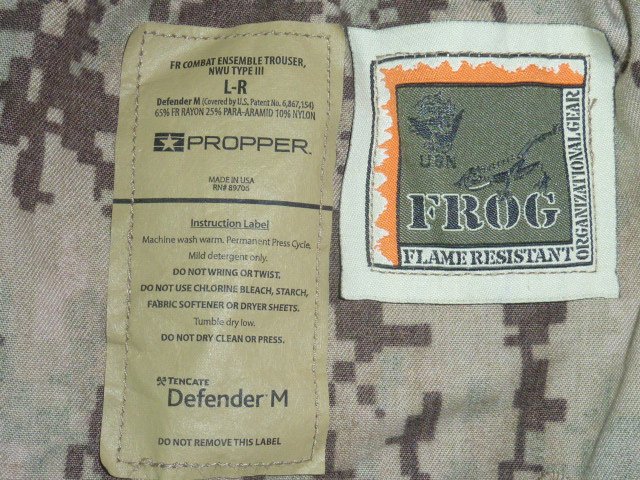 FR COMBAT ENSEMBLE TROUSER,
NWU TYPE III
L-R
Defender M (Covered by U.S. Patent No. 6,867,154)
65% FR RAYON 25% PARA-ARAMID 10% NYLON
PROPPER™
MADE IN USA
RN# 89706
Instruction Label
Machine wash warm. Permanent Press Cycle,
Mild detergent only.
DO NOT WRING OR TWIST.
DO NOT USE CHLORINE BLEACH, STARCH,
FABRIC SOFTENER OR DRYER SHEETS.
Tumble dry low.
DO NOT DRY CLEAN OR PRESS.
TENCATE
Defender™ M
DO NOT REMOVE THIS LABEL
USN
FROG
FLAME RESISTANT
ORGANIZATIONAL GEAR